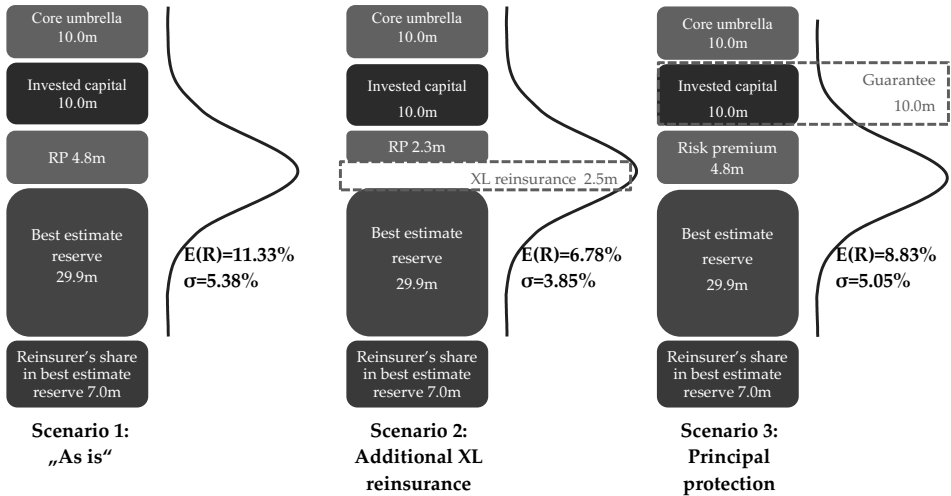 Core umbrella
10.0m
Invested capital
10.0m
RP 4.8m
Best estimate
reserve
29.9m
E(R)=11.33%
σ=5.38%
Reinsurer’s share
in best estimate
reserve 7.0m
Scenario 1:
„As is“
Core umbrella
10.0m
Invested capital
10.0m
RP 2.3m
XL reinsurance 2.5m
Best estimate
reserve
29.9m
E(R)=6.78%
σ=3.85%
Reinsurer’s share
in best estimate
reserve 7.0m
Scenario 2:
Additional XL
reinsurance
Core umbrella
10.0m
Invested capital
10.0m
Guarantee
10.0m
Risk premium
4.8m
Best estimate
reserve
29.9m
E(R)=8.83%
σ=5.05%
Reinsurer’s share
in best estimate
reserve 7.0m
Scenario 3:
Principal
protection